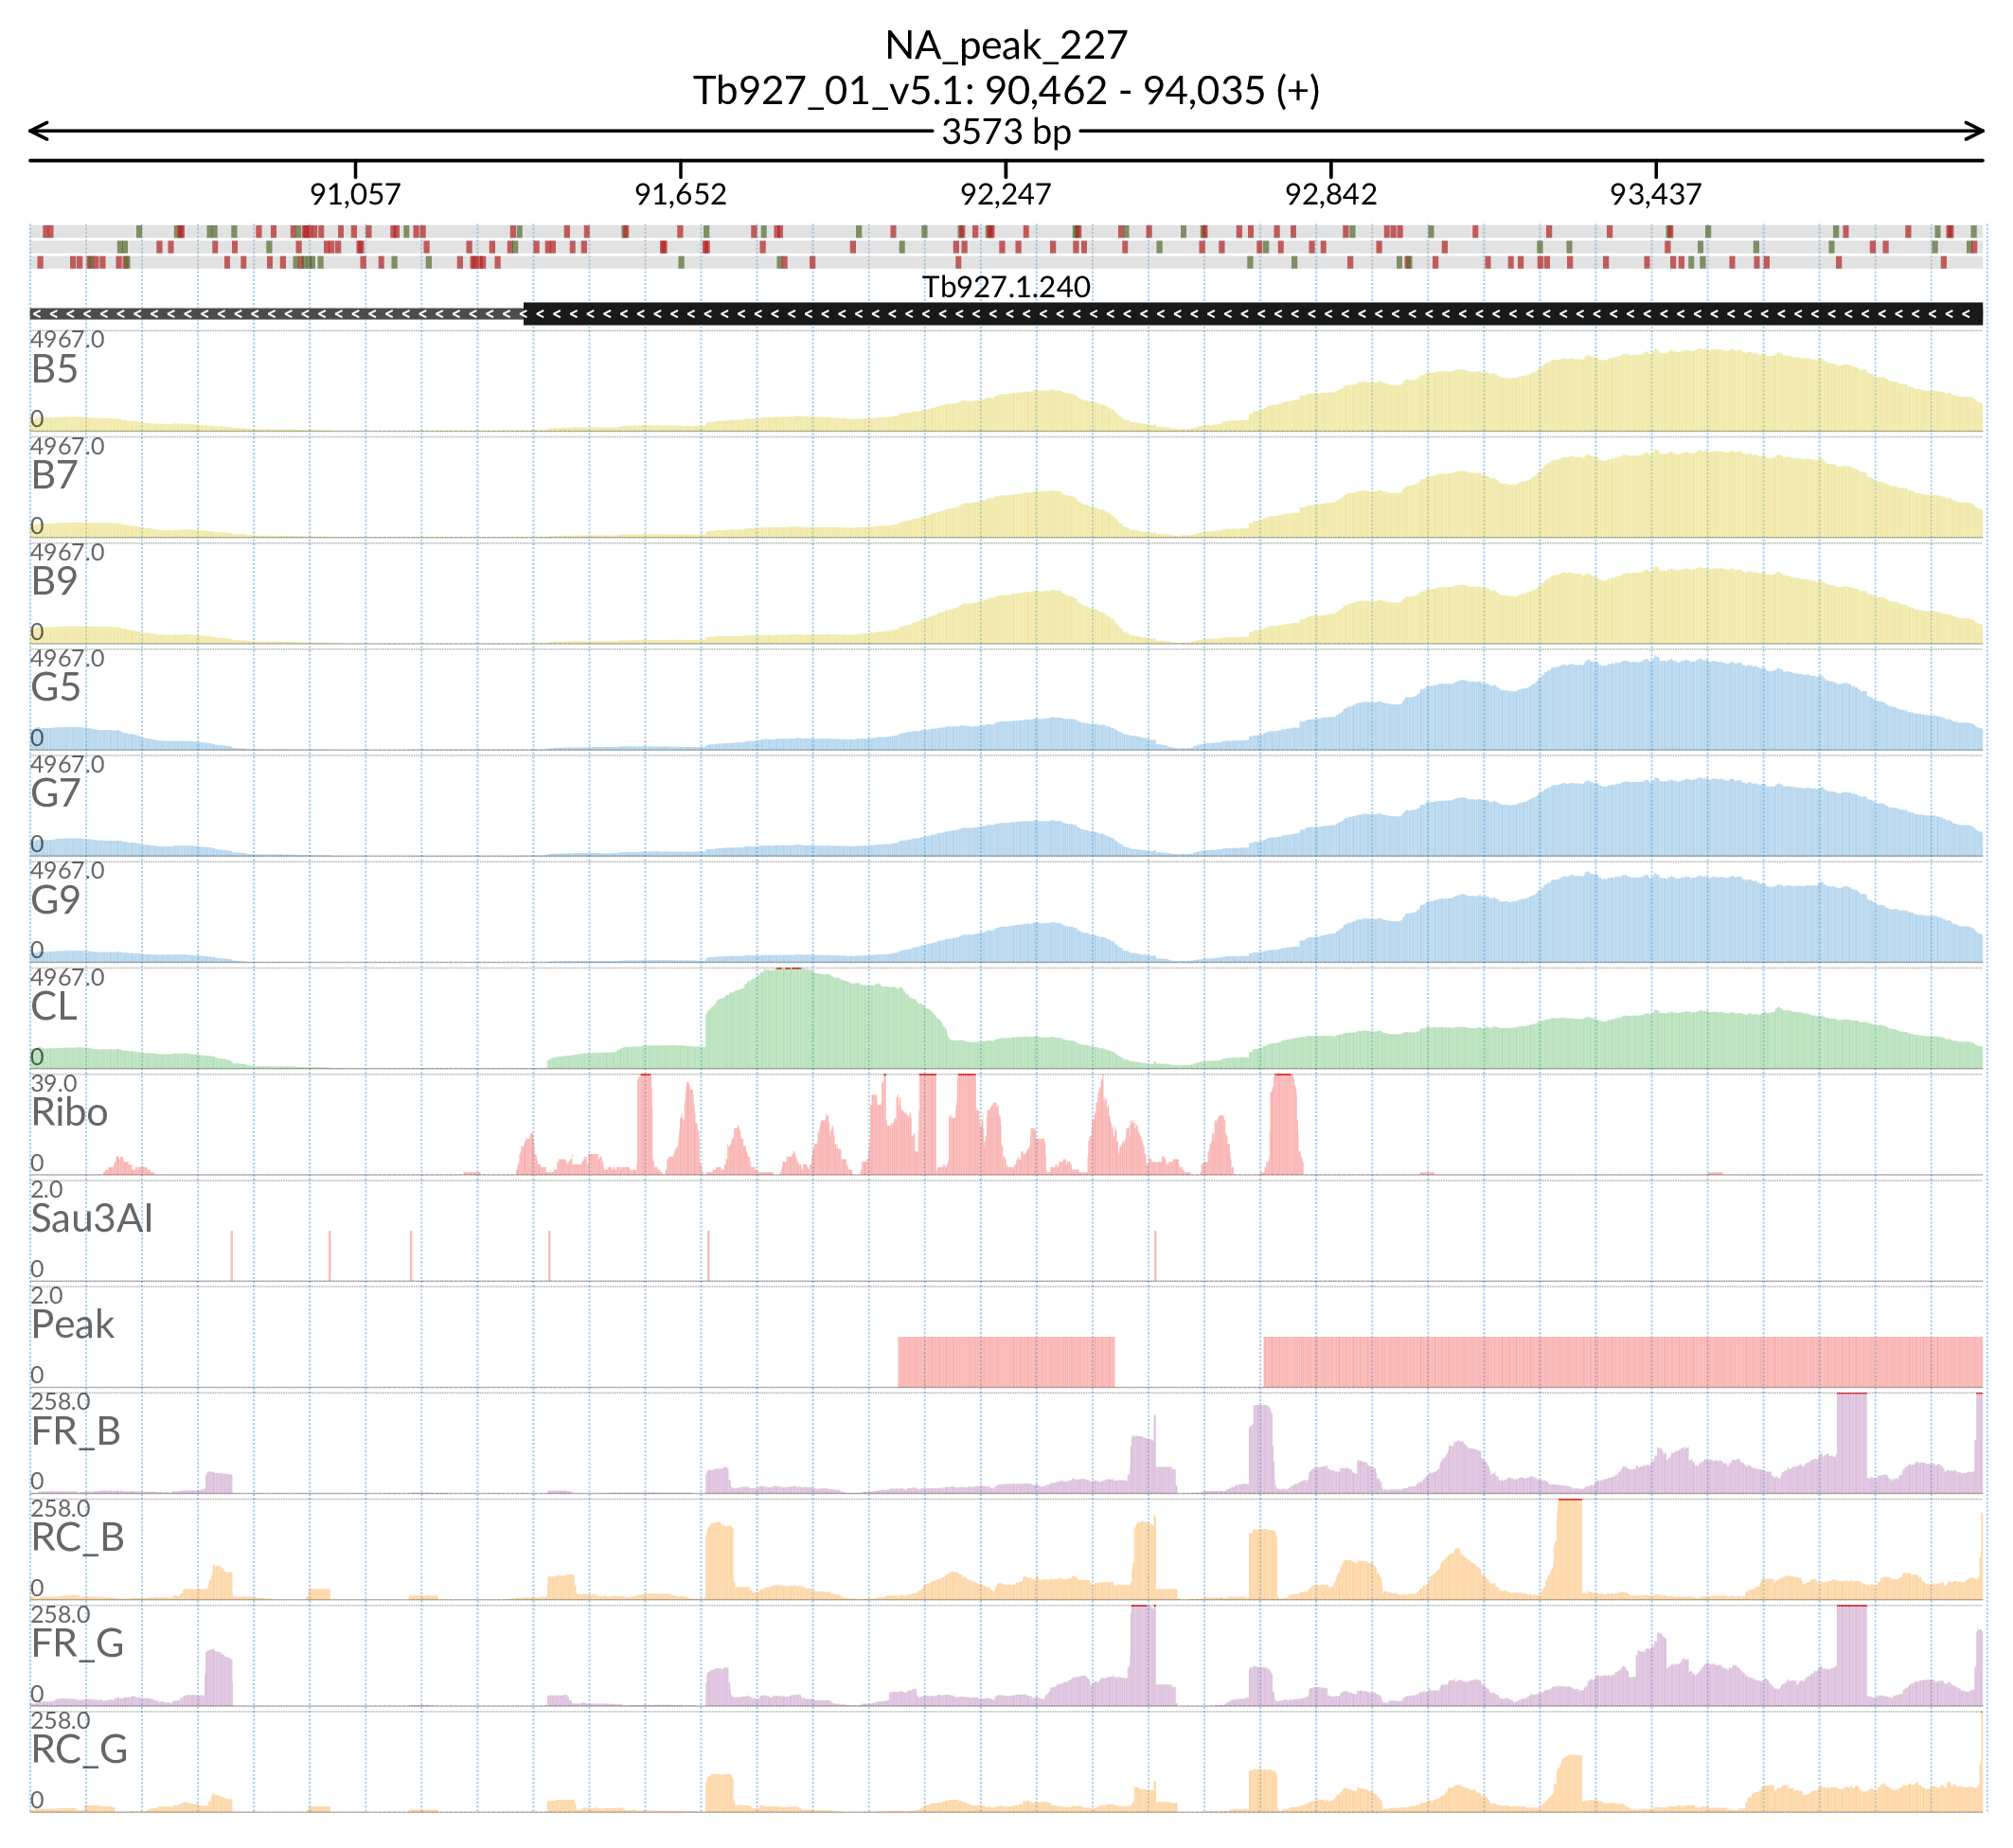 NA_peak_227
Tb927_01_v5.1: 90,462 - 94,035 (+)
3573 bp
91,057 91,652 92,247 92,842 93,437
Tb927.1.240
4967.0
B5
0
4967.0
B7
0
4967.0
B9
0
4967.0
G5
0
4967.0
G7
0
4967.0
G9
0
4967.0
CL
0
39.0
Ribo
0
2.0
Sau3AI
0
2.0
Peak
0
258.0
FR_B
0
258.0
RC_B
0
258.0
FR_G
0
258.0
RC_G
0